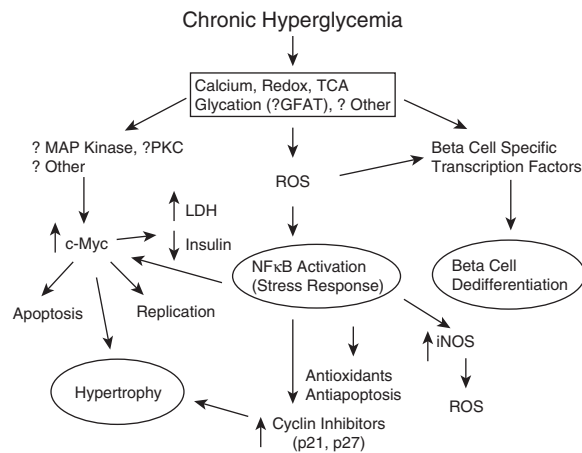 Chronic Hyperglycemia
Calcium, Redox, TCA
Glycation (?GFAT), ? Other
? MAP Kinase, ?PKC
? Other
ROS
Beta Cell Specific
Transcription Factors
LDH
c-Myc
Insulin
NFκB Activation
(Stress Response)
Beta Cell
Dedifferentiation
Apoptosis
Replication
iNOS
Hypertrophy
Antioxidants
Antiapoptosis
ROS
Cyclin Inhibitors
(p21, p27)